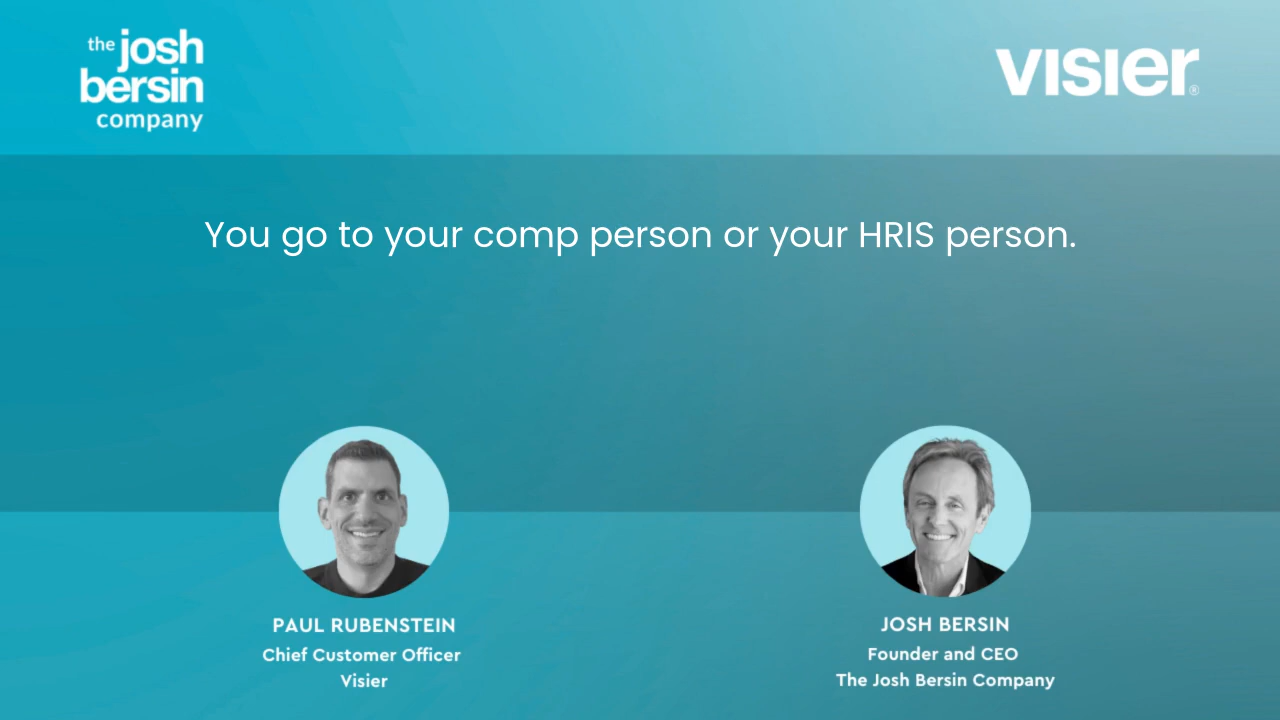 the josh
bersin
company
visier®
You go to your comp person or your HRIS person.
PAUL RUBENSTEIN
Chief Customer Officer
Visier
JOSH BERSIN
Founder and CEO
The Josh Bersin Company